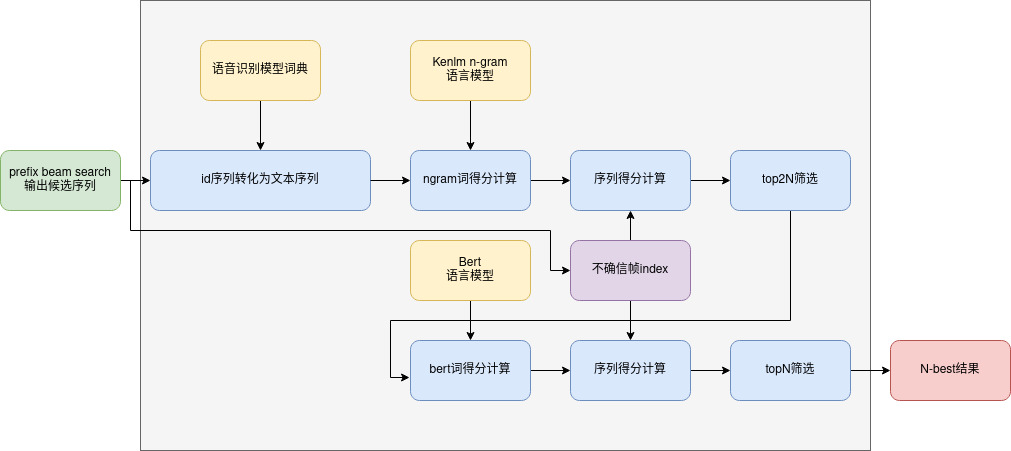 语音识别模型词典
Kenlm n-gram
语言模型
prefix beam search
输出候选序列
id序列转化为文本序列
ngram词得分计算
序列得分计算
top2N筛选
Bert
语言模型
不确信帧index
bert词得分计算
序列得分计算
topN筛选
N-best结果